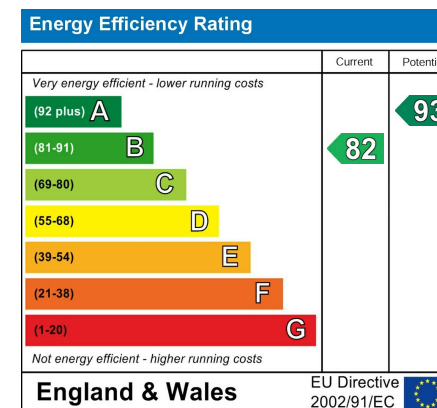 Energy Efficiency Rating
Current Potenti
Very energy efficient - lower running costs
(92 plus) A
93
(81-91) B
82
(69-80) C
(55-68) D
(39-54) E
(21-38) F
(1-20) G
Not energy efficient - higher running costs
England & Wales
EU Directive
2002/91/EC